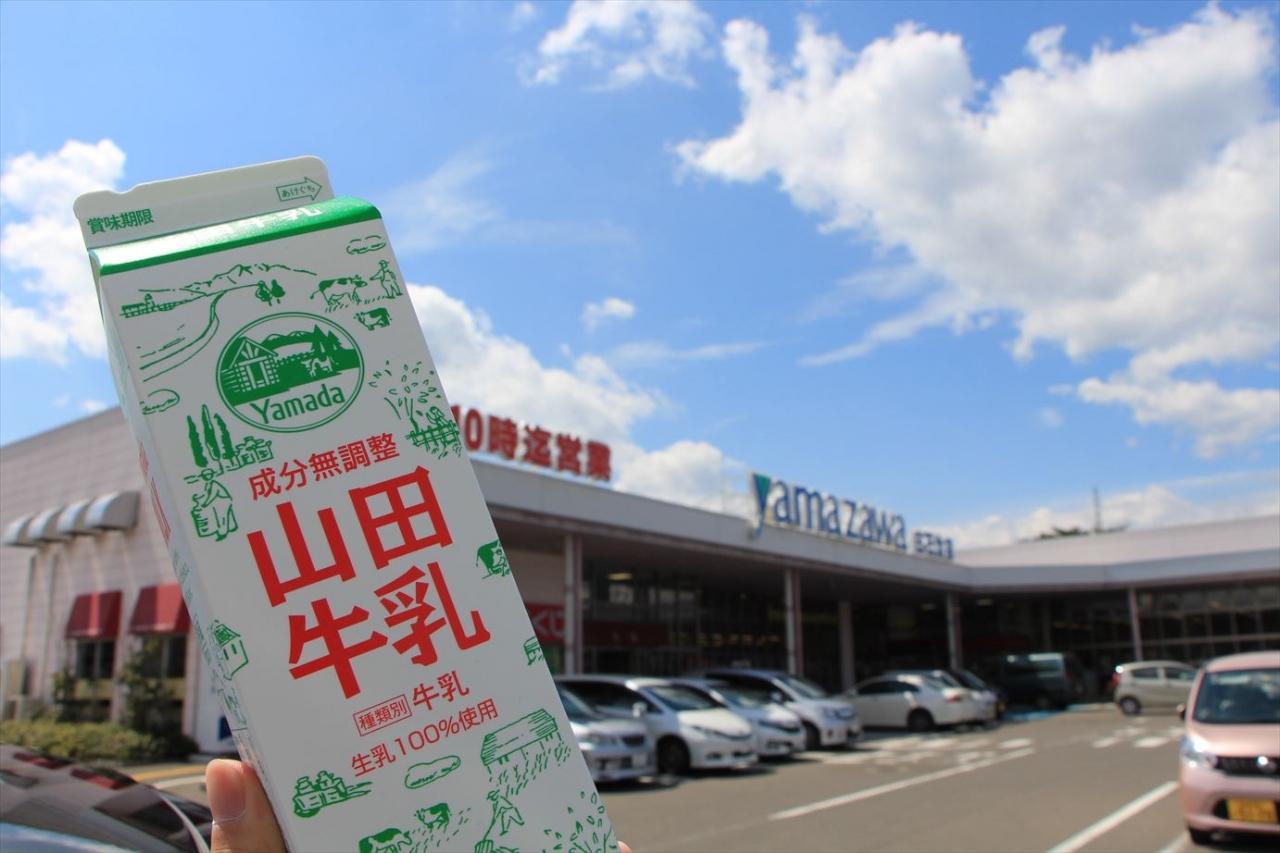 あけぐち
賞味期限
Yamada
成分無調整
山田
牛乳
種類別 牛乳
生乳100%使用
10時迄営業
yamazawa